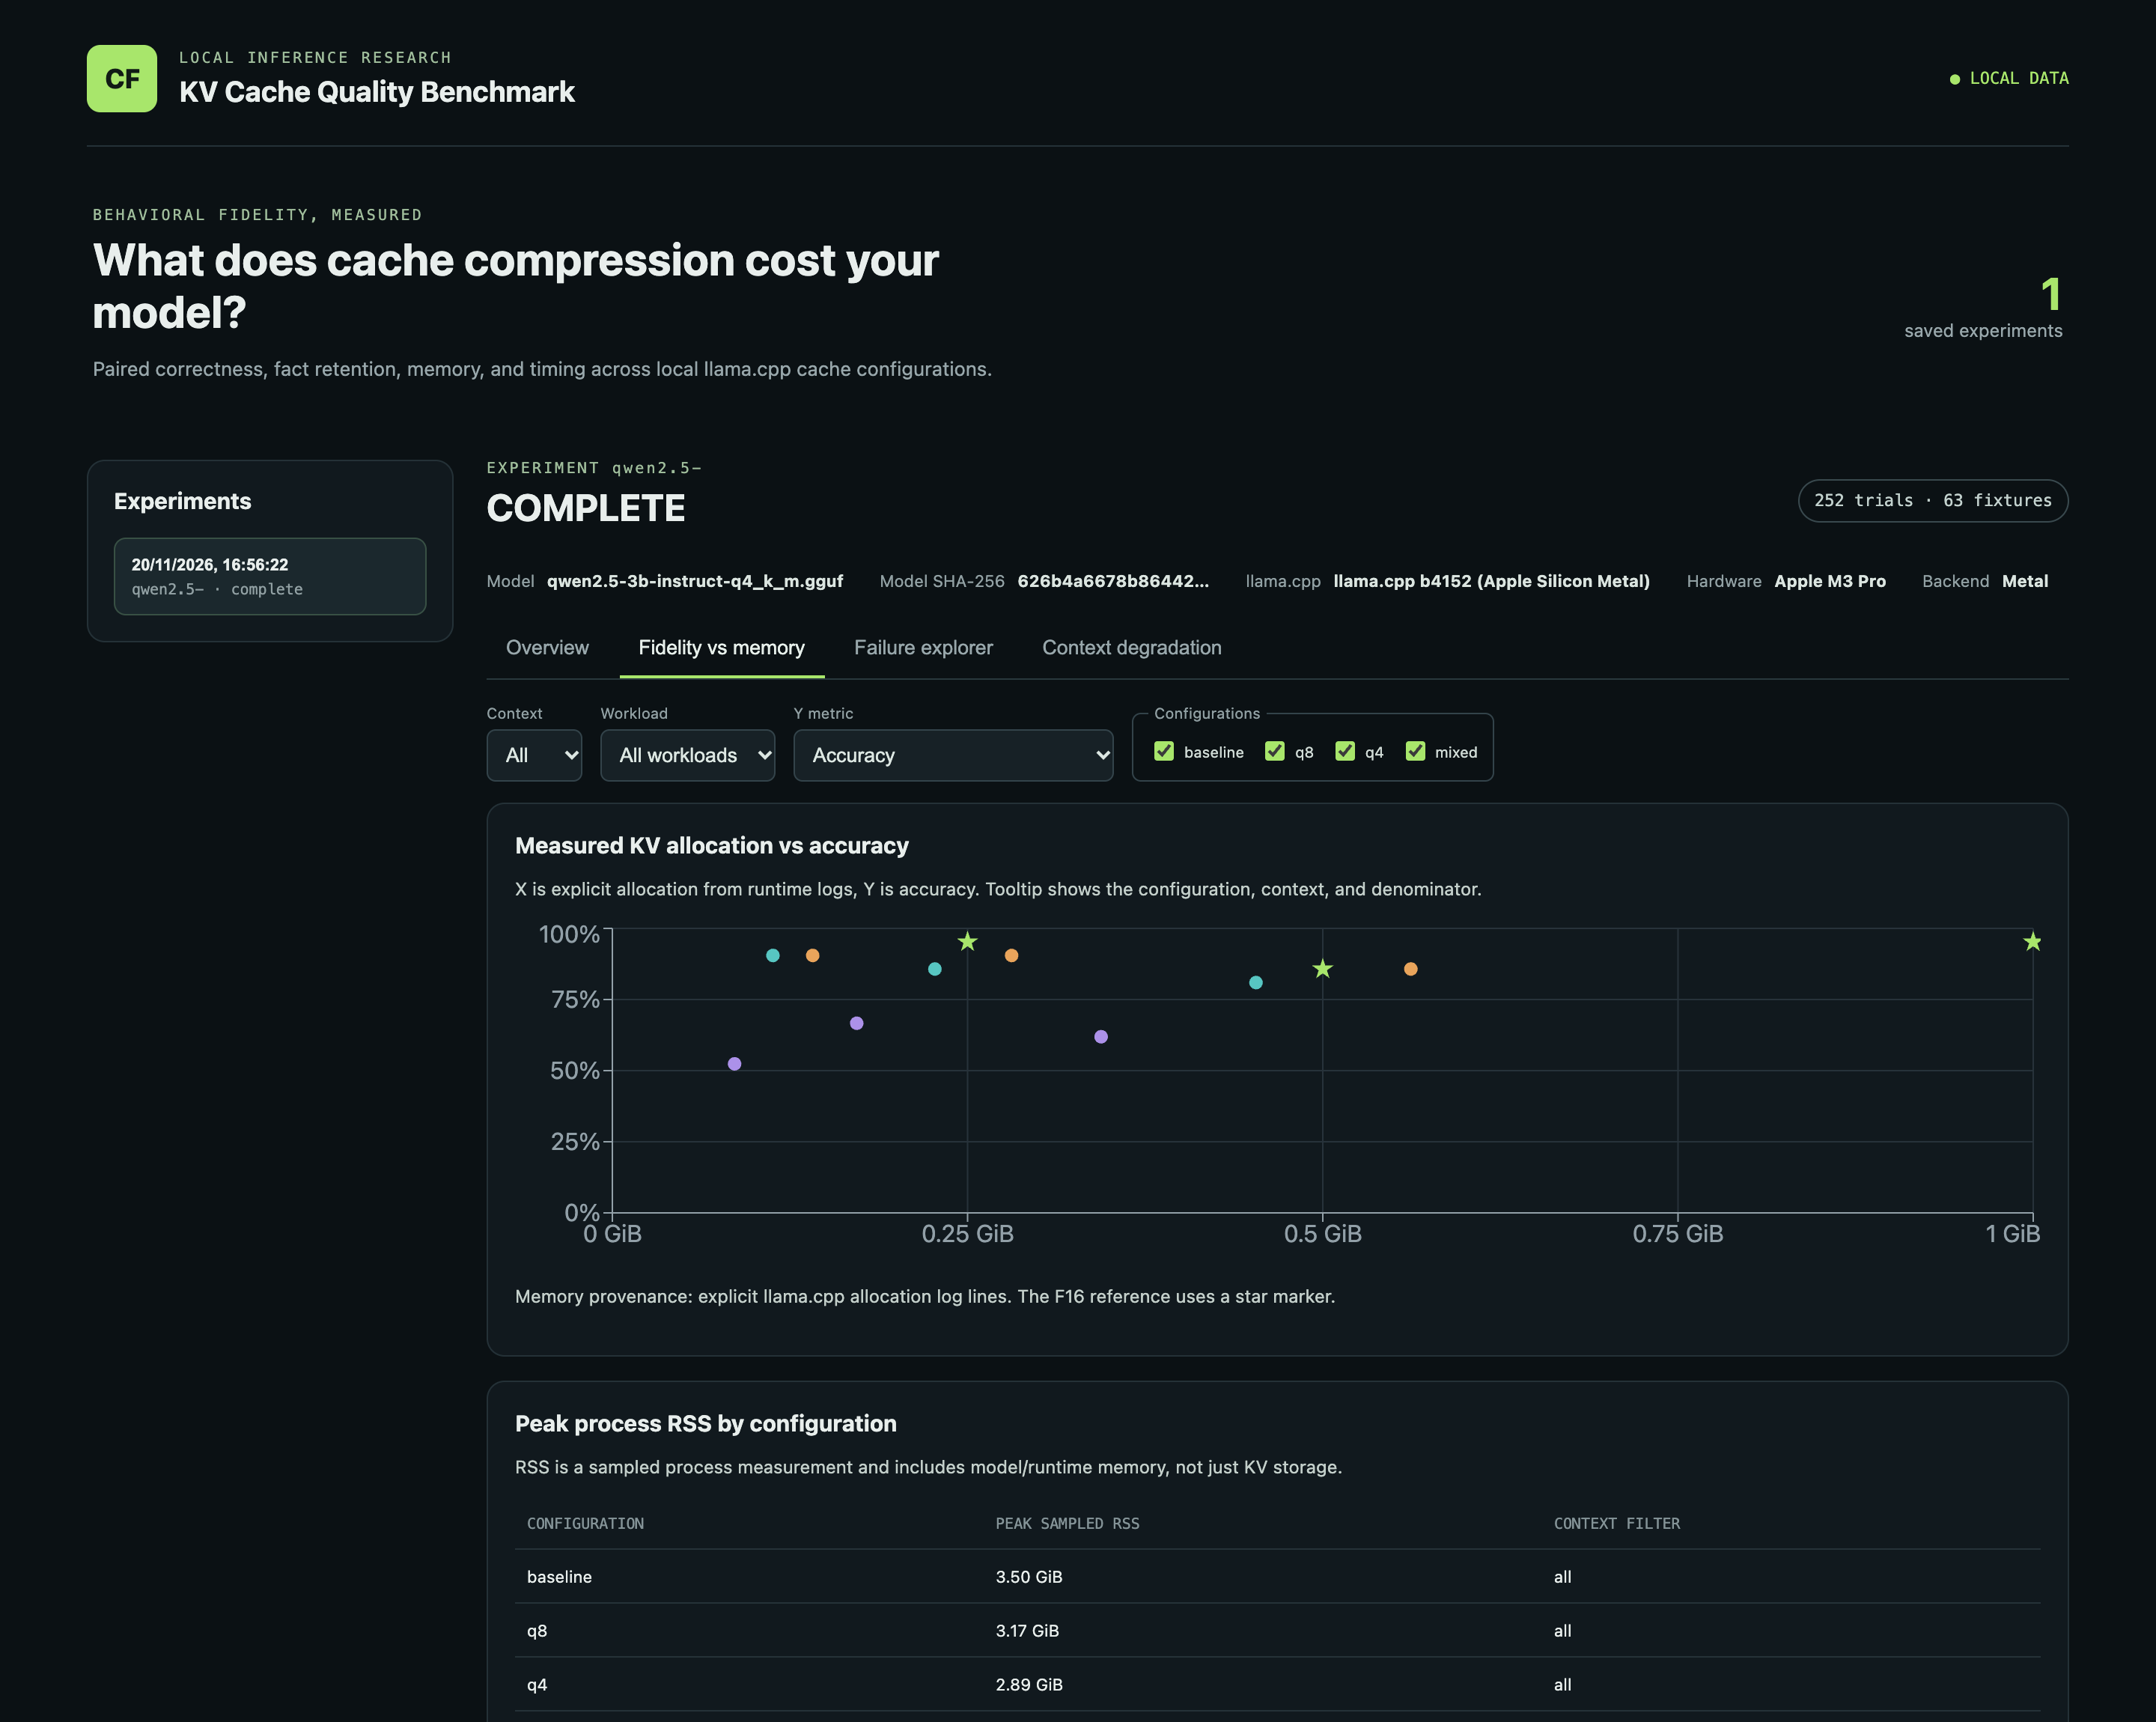 CF
LOCAL INFERENCE RESEARCH
KV Cache Quality Benchmark
LOCAL DATA
BEHAVIORAL FIDELITY, MEASURED
What does cache compression cost your
model?
Paired correctness, fact retention, memory, and timing across local llama.cpp cache configurations.
1
saved experiments
Experiments
20/11/2026, 16:56:22
qwen2.5- · complete
EXPERIMENT qwen2.5-
COMPLETE
252 trials · 63 fixtures
Model qwen2.5-3b-instruct-q4_k_m.gguf Model SHA-256 626b4a6678b86442... llama.cpp llama.cpp b4152 (Apple Silicon Metal) Hardware Apple M3 Pro Backend Metal
Overview Fidelity vs memory Failure explorer Context degradation
Context Workload Y metric Configurations
All All workloads Accuracy baseline q8 q4 mixed
Measured KV allocation vs accuracy
X is explicit allocation from runtime logs, Y is accuracy. Tooltip shows the configuration, context, and denominator.
100%
75%
50%
25%
0%
0 GiB 0.25 GiB 0.5 GiB 0.75 GiB 1 GiB
Memory provenance: explicit llama.cpp allocation log lines. The F16 reference uses a star marker.
Peak process RSS by configuration
RSS is a sampled process measurement and includes model/runtime memory, not just KV storage.
CONFIGURATION PEAK SAMPLED RSS CONTEXT FILTER
baseline 3.50 GiB all
q8 3.17 GiB all
q4 2.89 GiB all